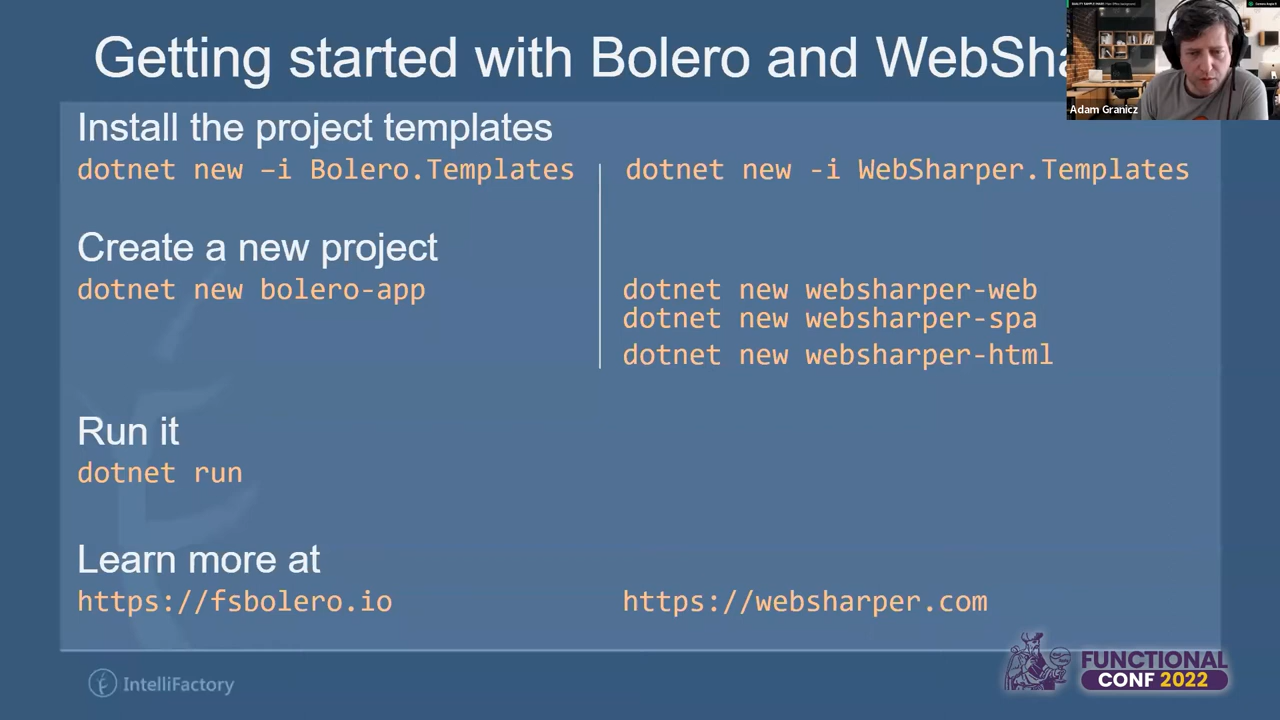 Getting started with Bolero and WebSha
Adam Granicz
Install the project templates
dotnet new –i Bolero.Templates
dotnet new -i WebSharper.Templates
Create a new project
dotnet new bolero-app
dotnet new websharper-web
dotnet new websharper-spa
dotnet new websharper-html
Run it
dotnet run
Learn more at
https://fsbolero.io
https://websharper.com
IntelliFactory
FUNCTIONAL
CONF 2022